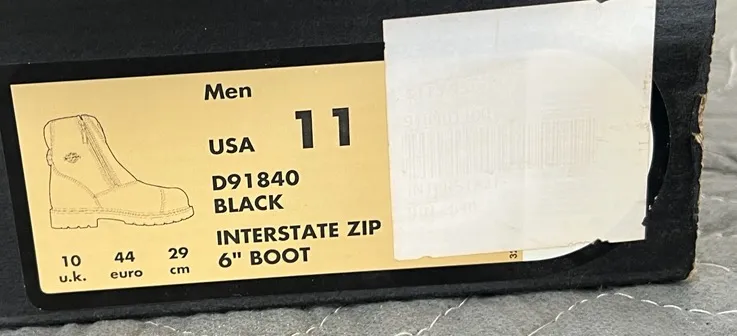 Men
USA 11
D91840
BLACK
INTERSTATE ZIP
6" BOOT
10 44 29
u.k. euro cm